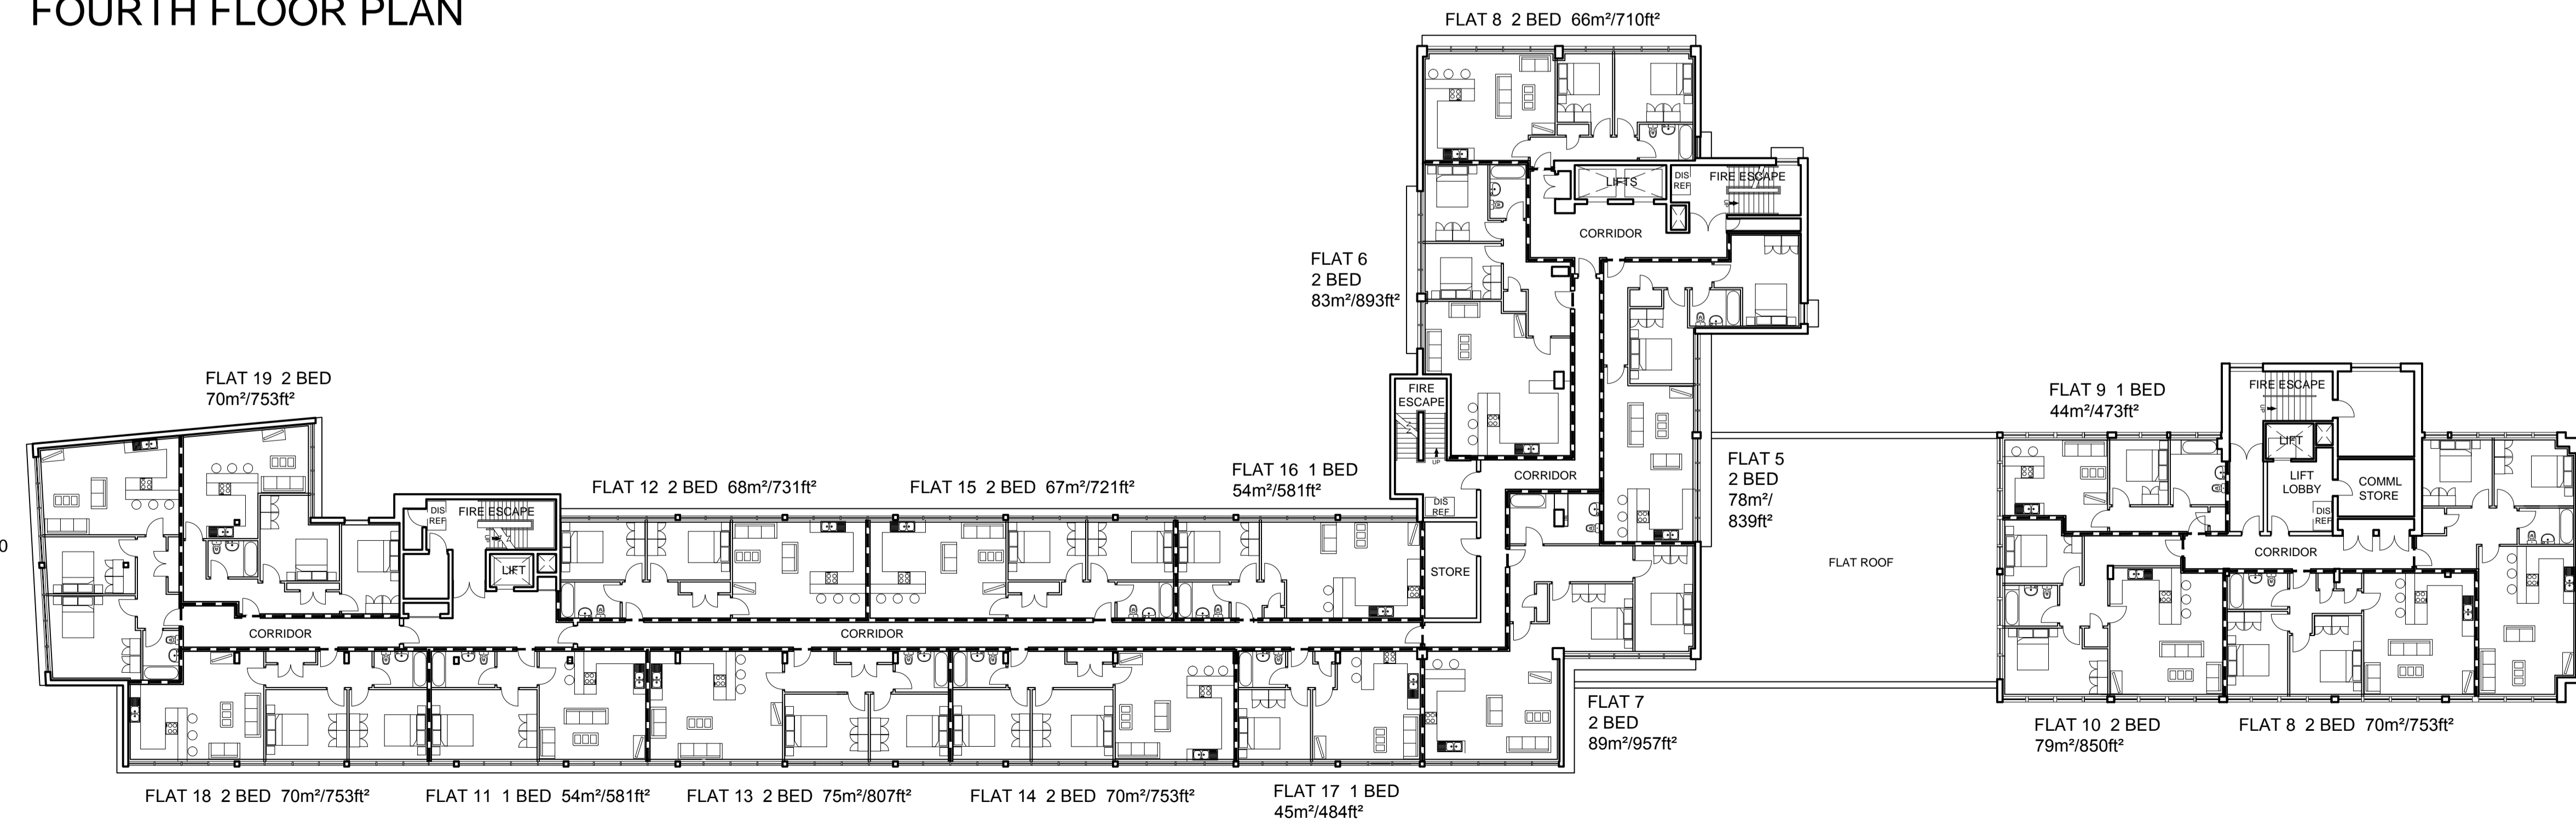 FOURTH FLOOR PLAN
FLAT 8  2 BED  66m²/710ft²
LIFTS
DIS
REF
FIRE ESCAPE
CORRIDOR
FLAT 6
2 BED
83m²/893ft²
FIRE
ESCAPE
UP
FLAT 19  2 BED
70m²/753ft²
FLAT 9  1 BED
44m²/473ft²
FIRE ESCAPE
LIFT
LIFT
LOBBY
COMML
STORE
DIS
REF
CORRIDOR
FLAT 5
2 BED
78m²/
839ft²
FLAT 16  1 BED
54m²/581ft²
CORRIDOR
FLAT 12  2 BED  68m²/731ft²
FLAT 15  2 BED  67m²/721ft²
DIS
REF
DIS
REF
FIRE ESCAPE
LIFT
0
STORE
FLAT ROOF
CORRIDOR
CORRIDOR
FLAT 7
2 BED
89m²/957ft²
FLAT 10  2 BED
79m²/850ft²
FLAT 8  2 BED  70m²/753ft²
FLAT 18  2 BED  70m²/753ft²
FLAT 11  1 BED  54m²/581ft²
FLAT 13  2 BED  75m²/807ft²
FLAT 14  2 BED  70m²/753ft²
FLAT 17  1 BED
45m²/484ft²